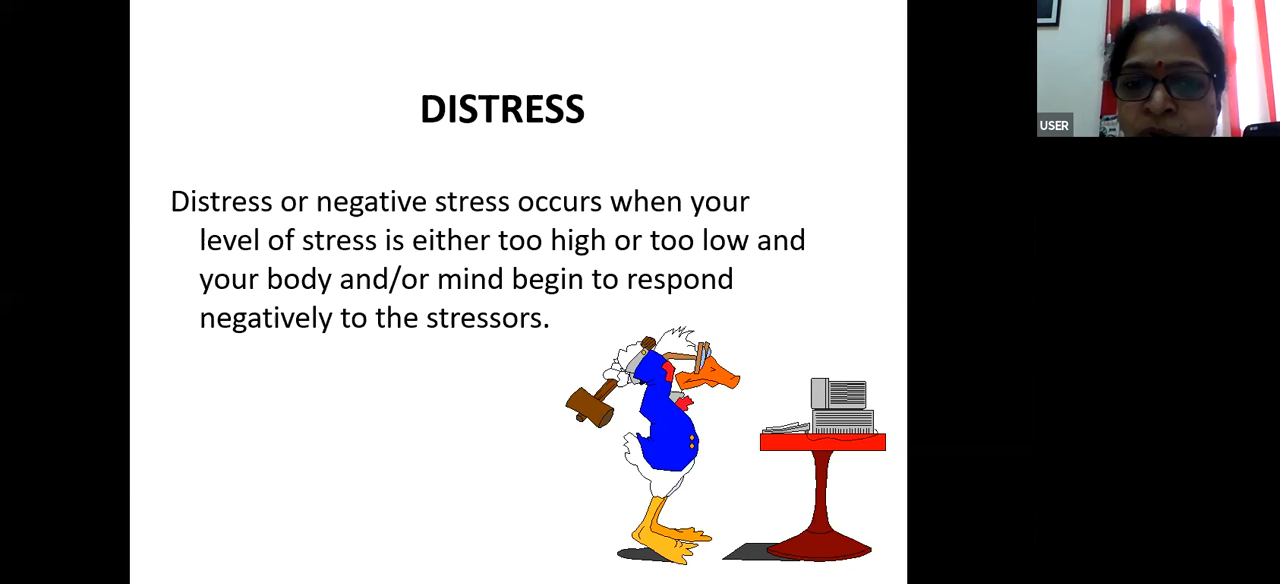 DISTRESS
Distress or negative stress occurs when your
level of stress is either too high or too low and
your body and/or mind begin to respond
negatively to the stressors.
USER